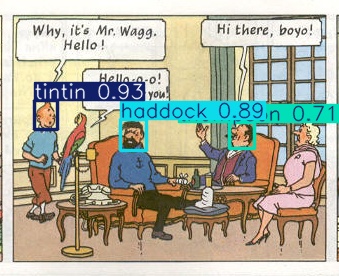 Why, it's Mr. Wagg.
Hello!
Hi there, boyo!
Hello-o-o!
you!
tintin 0.93
haddock 0.89
n 0.71